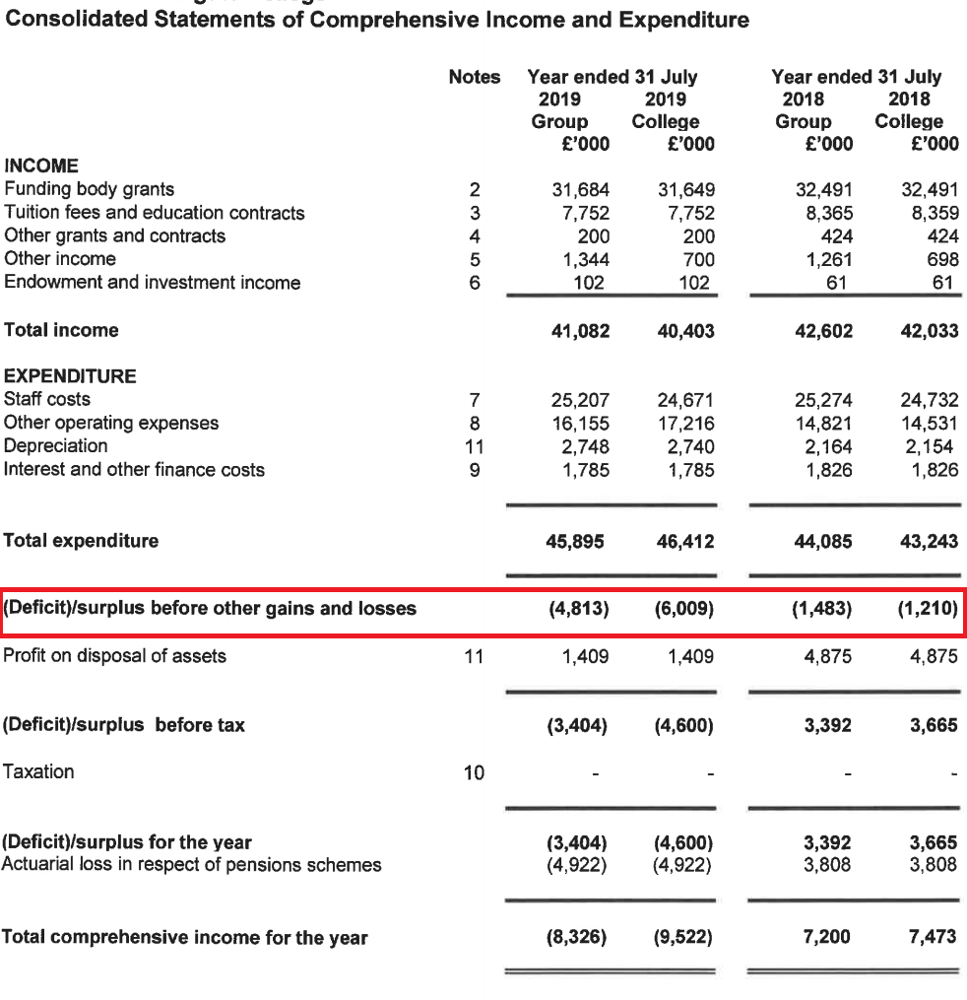 Consolidated Statements of Comprehensive Income and Expenditure
Notes Year ended 31 July Year ended 31 July
2019 2019 2018 2018
Group College Group College
£'000 £'000 £'000 £'000
INCOME
Funding body grants 2 31,684 31,649 32,491 32,491
Tuition fees and education contracts 3 7,752 7,752 8,365 8,359
Other grants and contracts 4 200 200 424 424
Other income 5 1,344 700 1,261 698
Endowment and investment income 6 102 102 61 61
Total income 41,082 40,403 42,602 42,033
EXPENDITURE
Staff costs 7 25,207 24,671 25,274 24,732
Other operating expenses 8 16,155 17,216 14,821 14,531
Depreciation 11 2,748 2,740 2,164 2,154
Interest and other finance costs 9 1,785 1,785 1,826 1,826
Total expenditure 45,895 46,412 44,085 43,243
(Deficit)/surplus before other gains and losses (4,813) (6,009) (1,483) (1,210)
Profit on disposal of assets 11 1,409 1,409 4,875 4,875
(Deficit)/surplus before tax (3,404) (4,600) 3,392 3,665
Taxation 10 - - - -
(Deficit)/surplus for the year (3,404) (4,600) 3,392 3,665
Actuarial loss in respect of pensions schemes (4,922) (4,922) 3,808 3,808
Total comprehensive income for the year (8,326) (9,522) 7,200 7,473